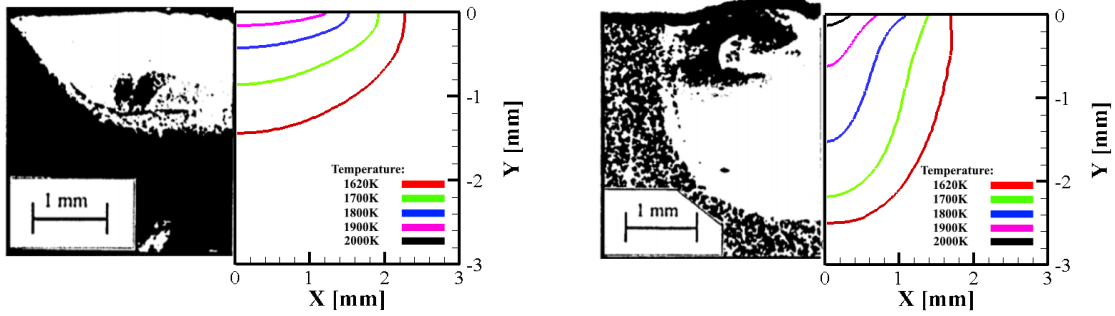 0
-1
-2
-3
Y [mm]
Temperature:
1620K
1700K
1800K
1900K
2000K
1 mm
0 1 2 3
X [mm]
0
-1
-2
-3
Y [mm]
Temperature:
1620K
1700K
1800K
1900K
2000K
1 mm
0 1 2 3
X [mm]